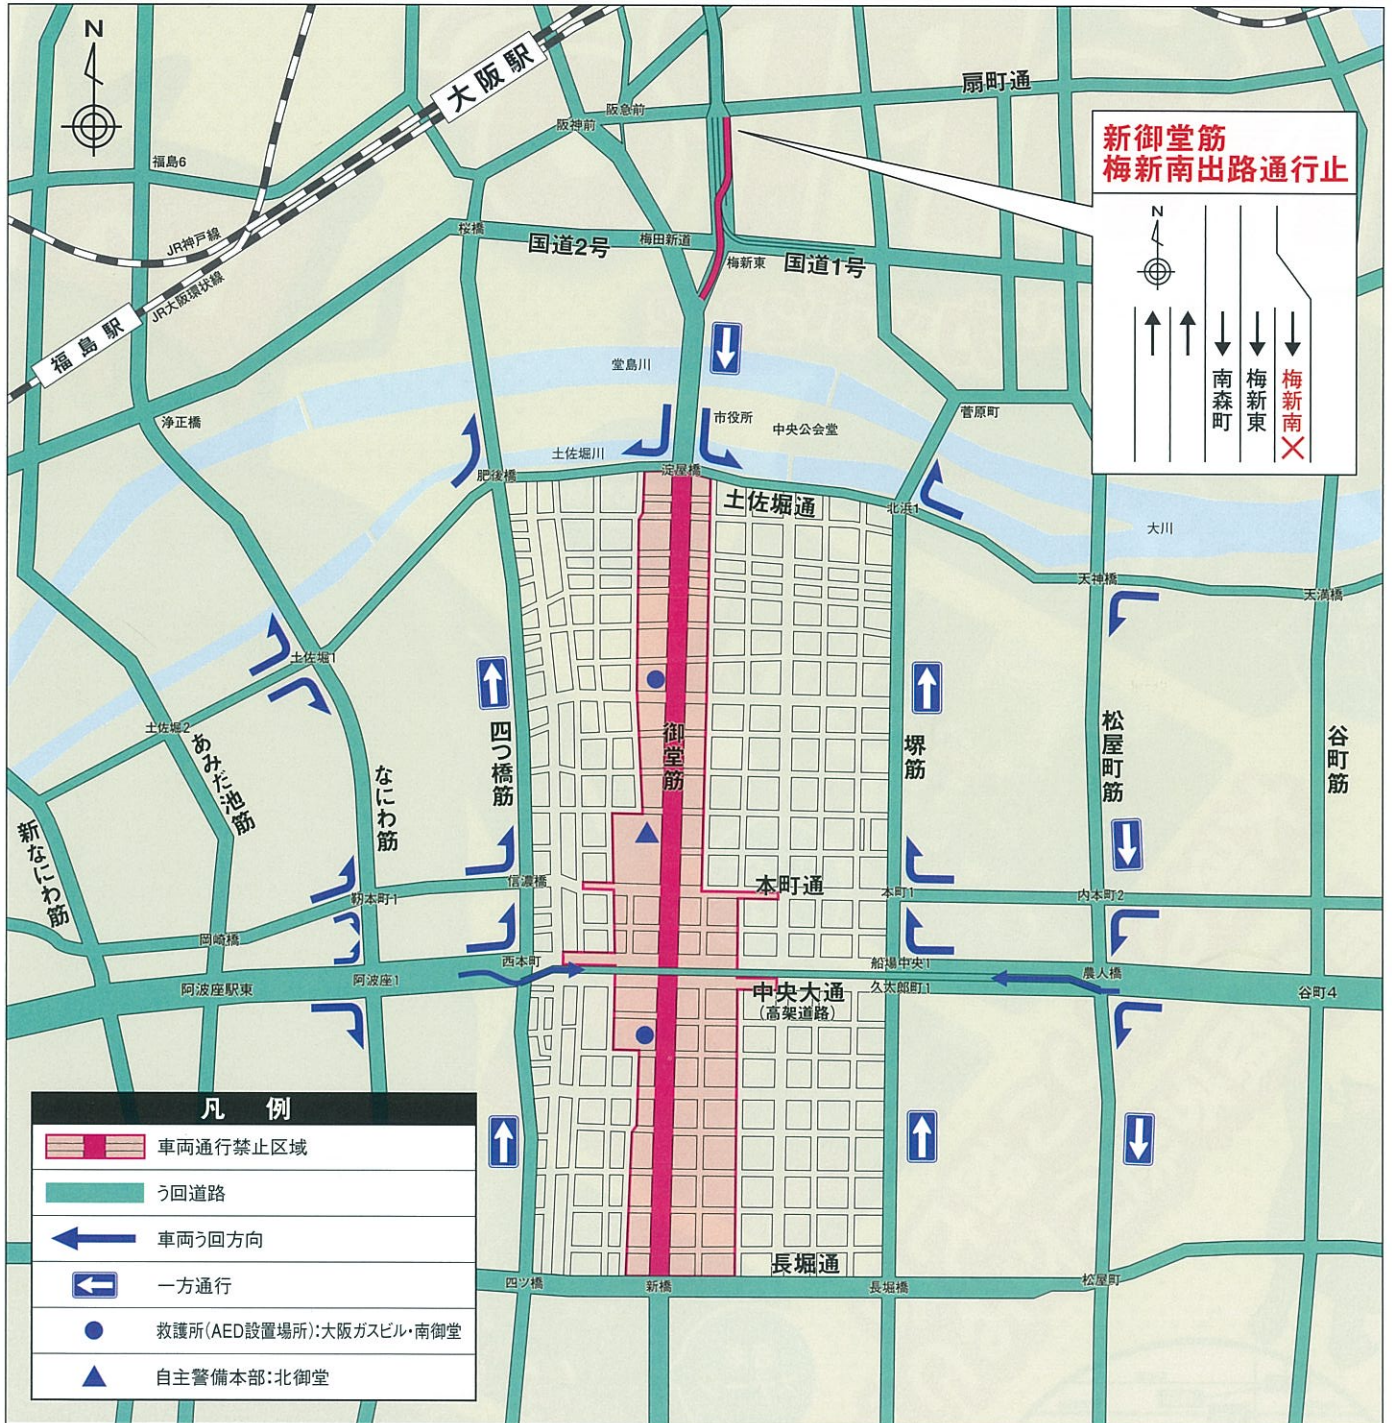 N
大阪駅
扇町通
阪急前
阪神前
福島6
新御堂筋
梅新南出路通行止
N
南森町
梅新東
梅新南
JR神戸線
JR大阪環状線
桜橋
国道2号
梅田新道
梅新東
国道1号
福島駅
堂島川
浄正橋
市役所
中央公会堂
菅原町
土佐堀川
肥後橋
淀屋橋
土佐堀通
北浜1
大川
天神橋
天満橋
土佐堀1
土佐堀2
あみだ池筋
なにわ筋
四つ橋筋
御堂筋
堺筋
松屋町筋
谷町筋
新なにわ筋
信濃橋
本町通
本町1
内本町2
靭本町1
岡崎橋
西本町
船場中央1
農人橋
阿波座駅東
阿波座1
中央大通
(高架道路)
久太郎町1
谷町4
長堀通
四ツ橋
新橋
長堀橋
松屋町
凡 例
車両通行禁止区域
う回道路
車両う回方向
一方通行
救護所(AED設置場所):大阪ガスビル・南御堂
自主警備本部:北御堂